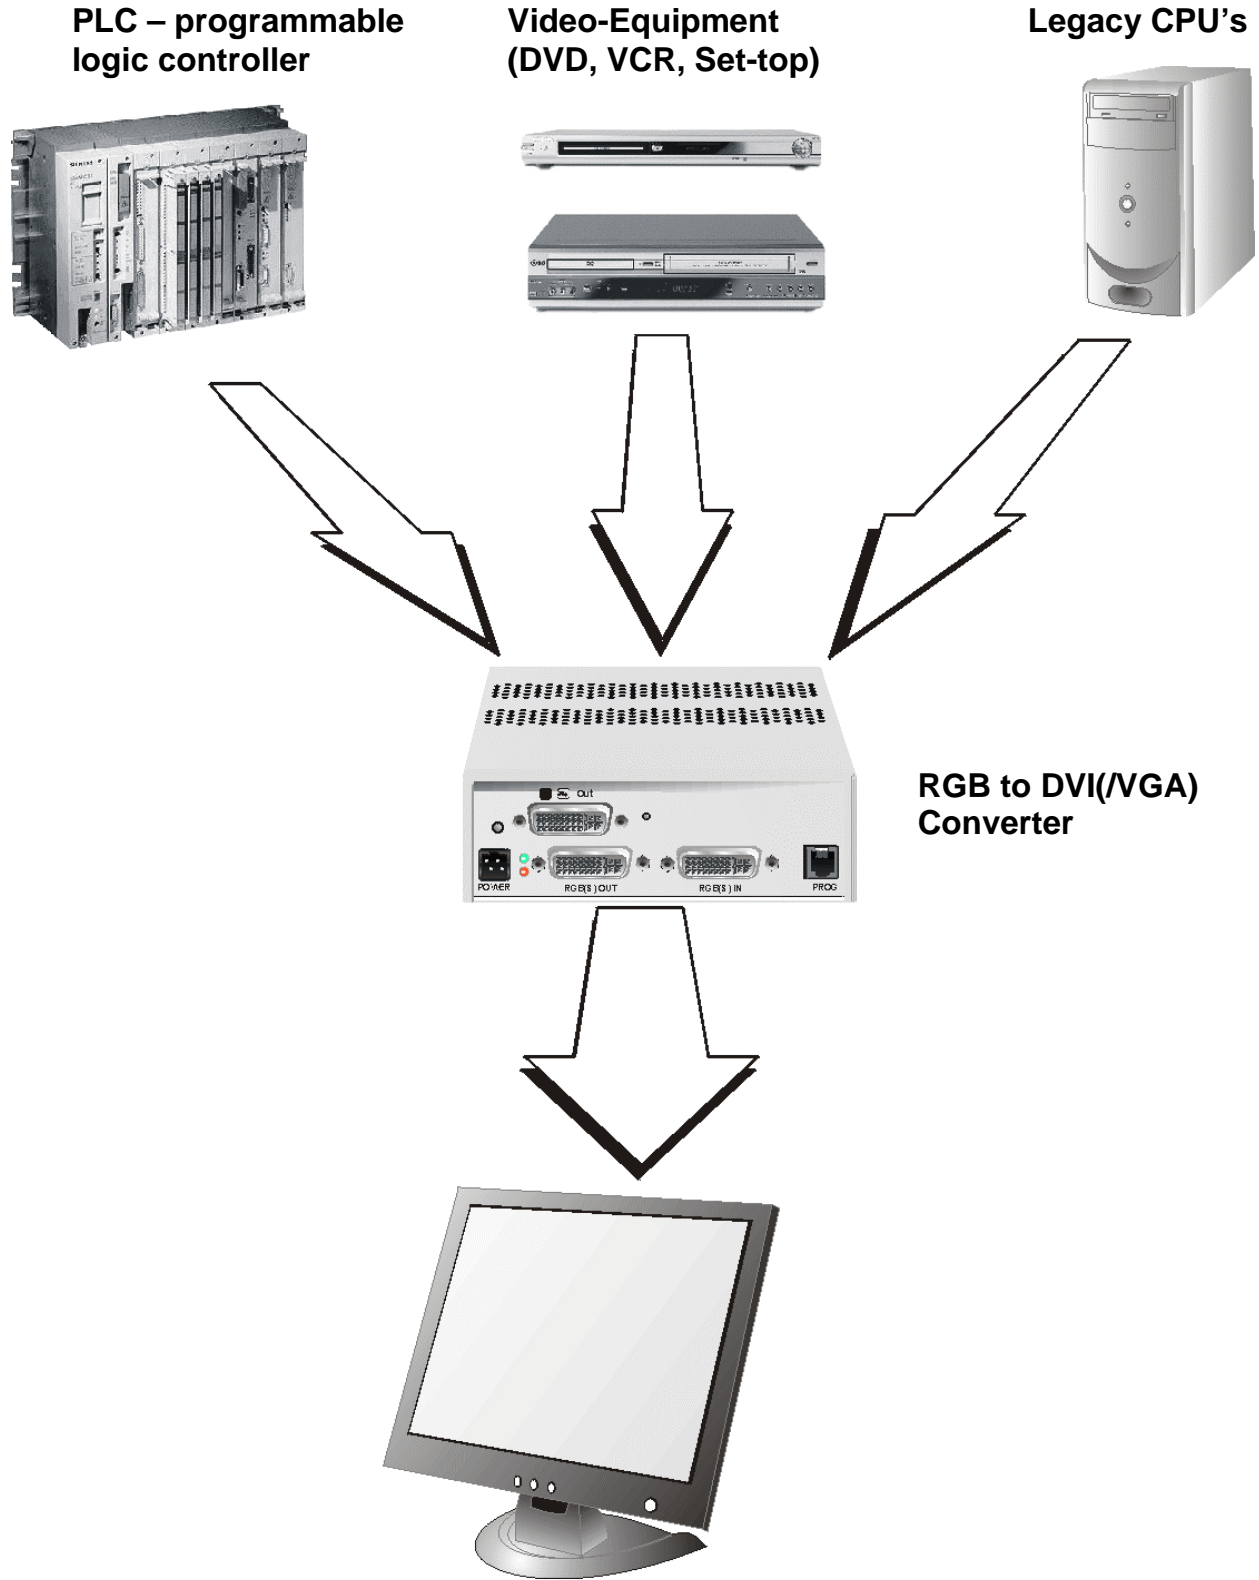 PLC – programmable
logic controller
Video-Equipment
(DVD, VCR, Set-top)
Legacy CPU's
SIEMENS
RGB to DVI(/VGA)
Converter
Out
POWER
RGB(S) OUT
RGB(S) IN
PROG